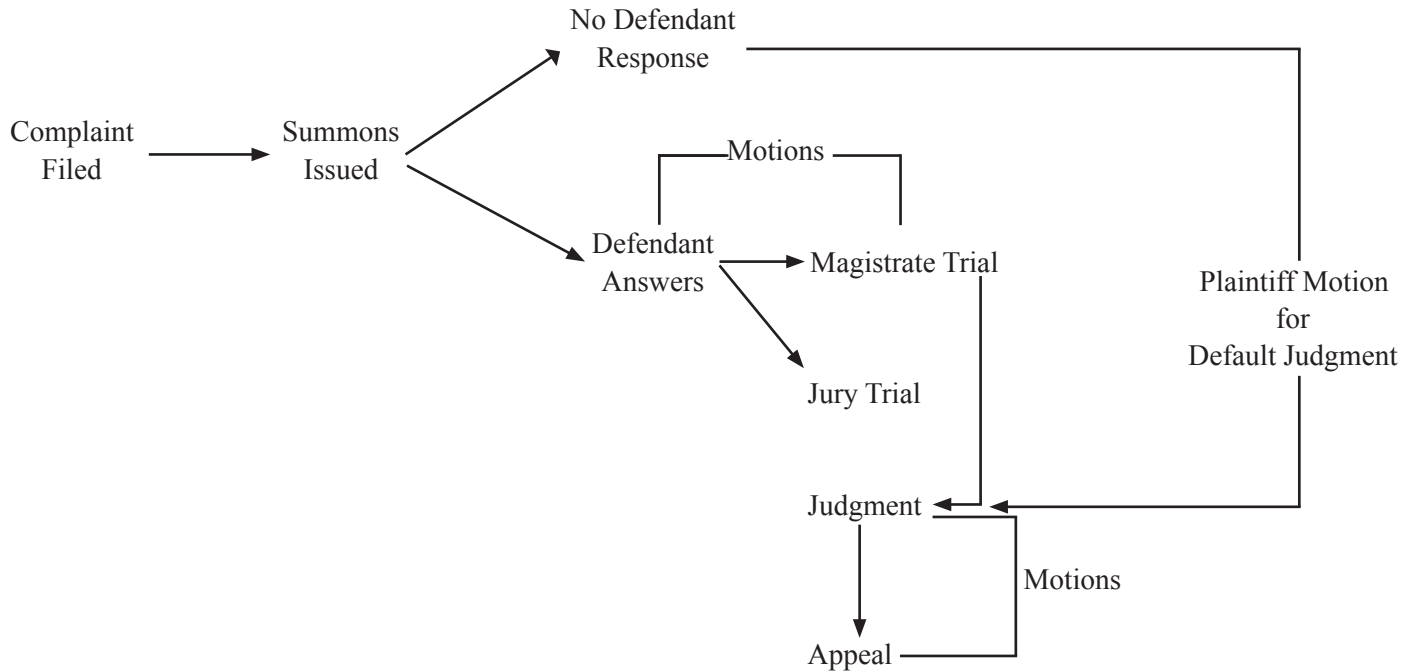 No Defendant
Response
Complaint
Filed
Summons
Issued
Motions
Defendant
Answers
Magistrate Trial
Plaintiff Motion
for
Default Judgment
Jury Trial
Judgment
Motions
Appeal